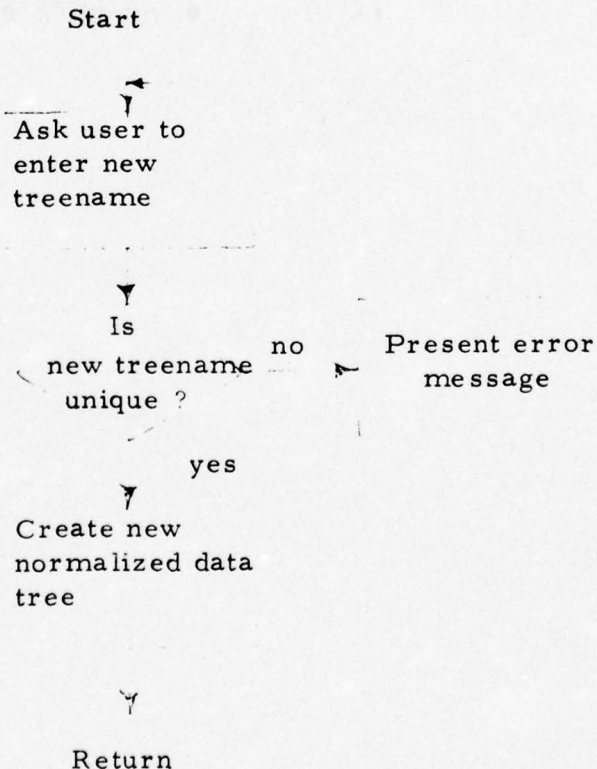 Start
Ask user to
enter new
treename
Is
new treename
unique ?
no
Present error
message
yes
Create new
normalized data
tree
Return